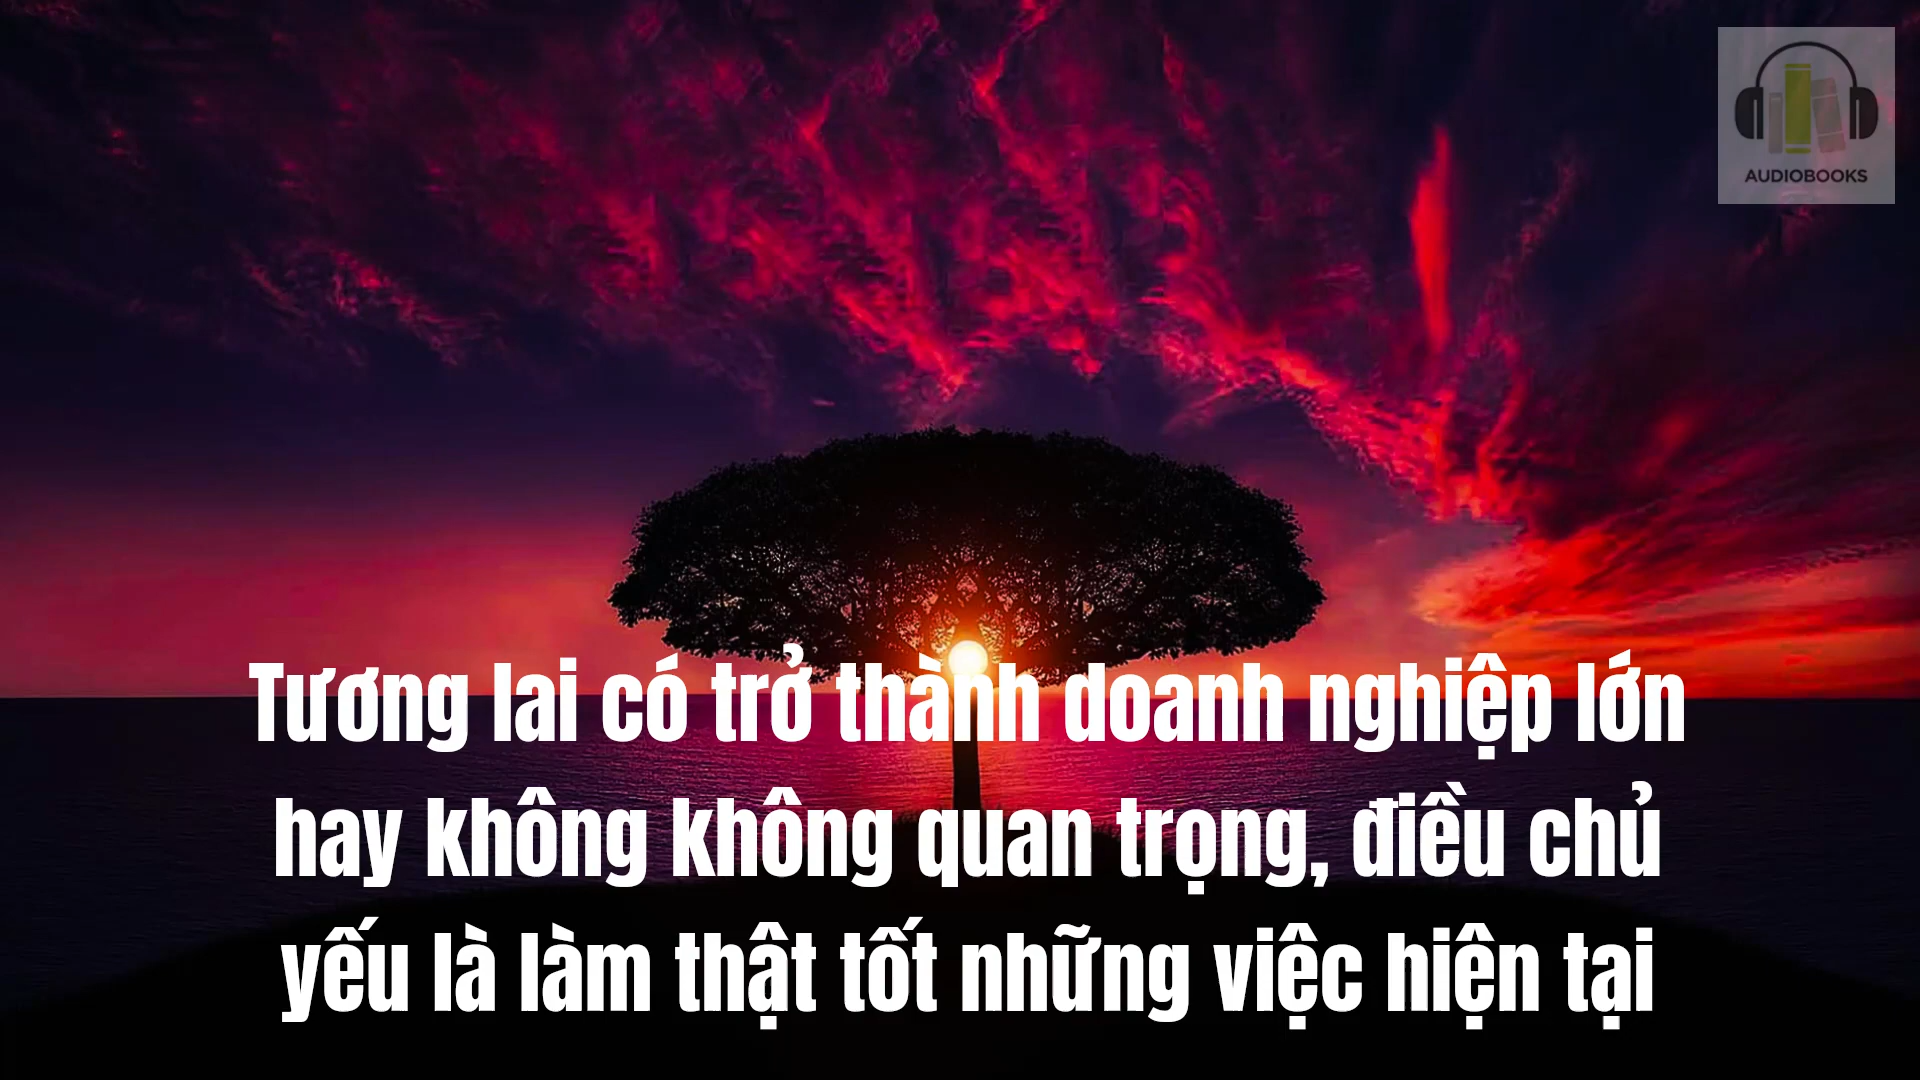 AUDIOBOOKS
Tương lai có trở thành doanh nghiệp lớn
hay không không quan trọng, điều chủ
yếu là làm thật tốt những việc hiện tại